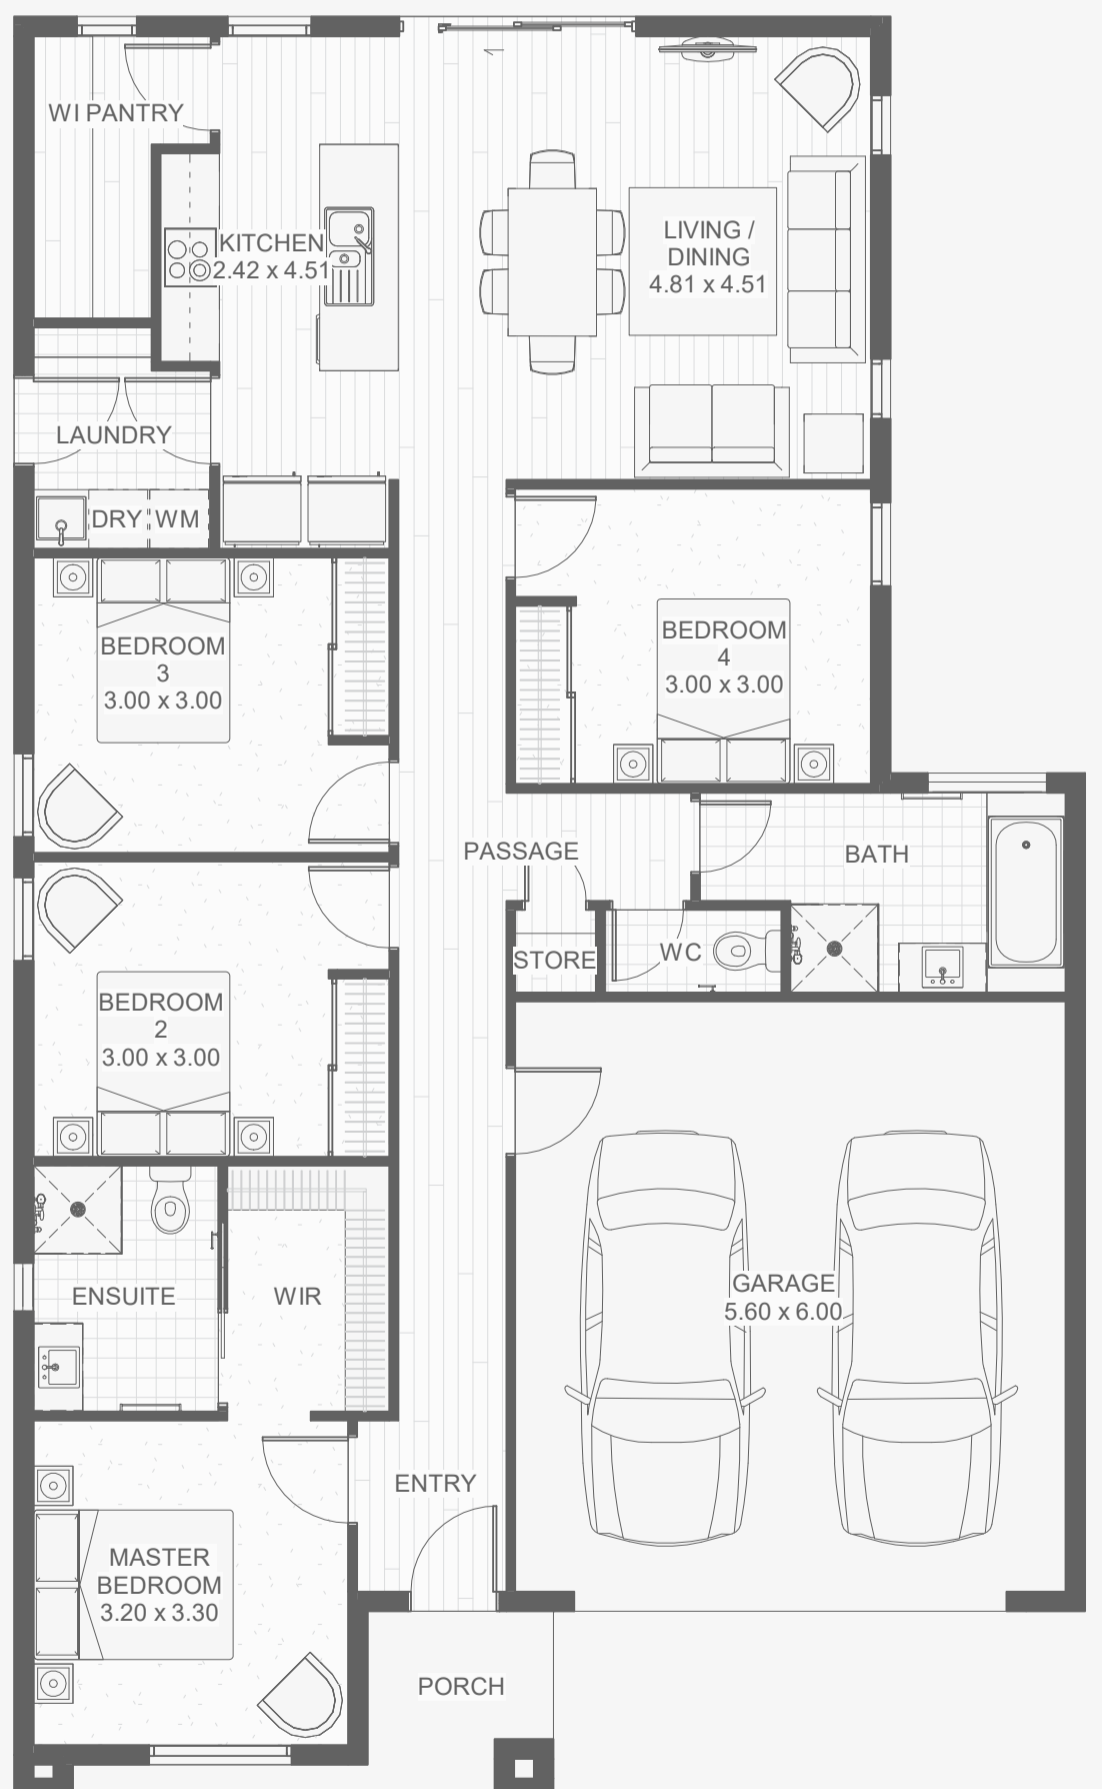 WI PANTRY
KITCHEN
2.42 x 4.51
LIVING /
DINING
4.81 x 4.51
LAUNDRY
DRY
WM
BEDROOM
3
3.00 x 3.00
BEDROOM
4
3.00 x 3.00
PASSAGE
BATH
STORE
WC
BEDROOM
2
3.00 x 3.00
ENSUITE
WIR
GARAGE
5.60 x 6.00
ENTRY
MASTER
BEDROOM
3.20 x 3.30
PORCH